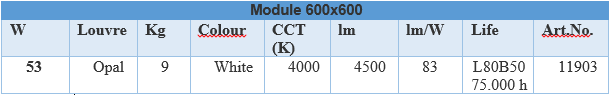 Module 600x600
W Louvre Kg Colour CCT (K) lm lm/W Life Art.No.
53 Opal 9 White 4000 4500 83 L80B50 75.000 h 11903